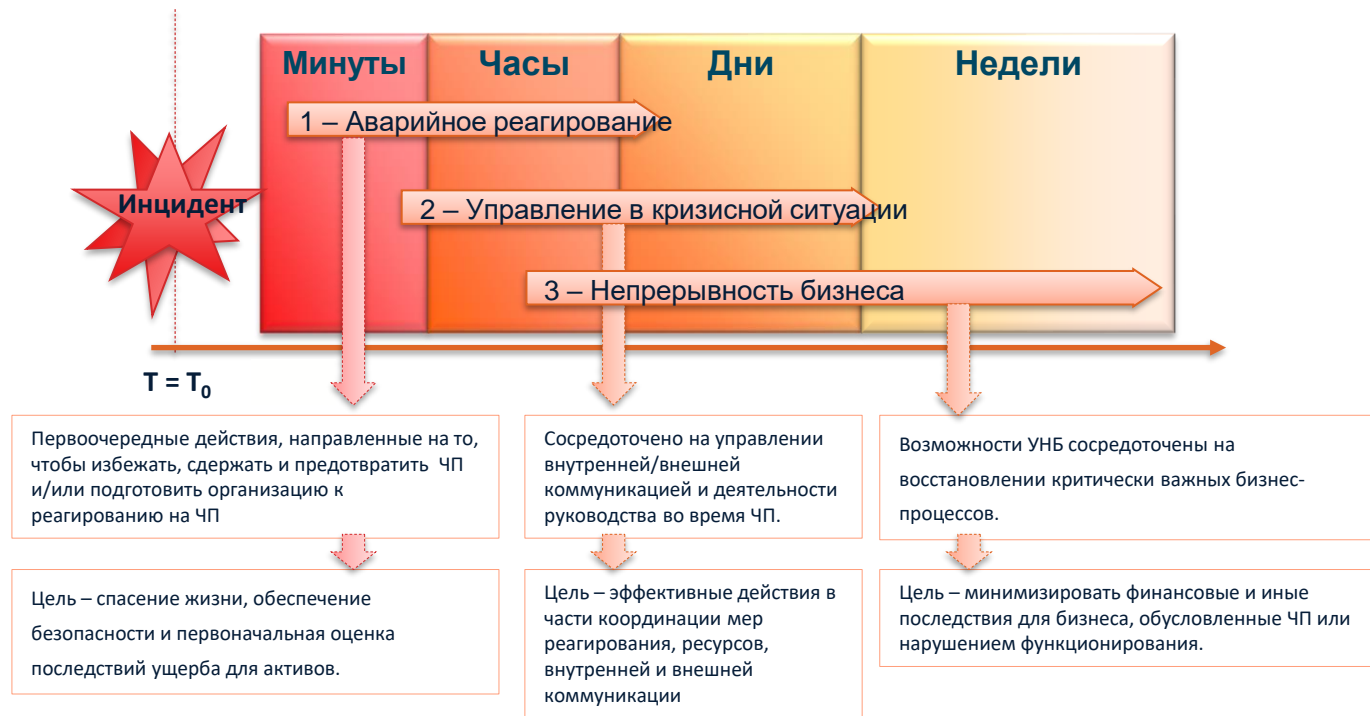 Минуты
Часы
Дни
Недели
1 – Аварийное реагирование
Инцидент
2 – Управление в кризисной ситуации
3 – Непрерывность бизнеса
T = T0
Первоочередные действия, направленные на то,
чтобы избежать, сдержать и предотвратить ЧП
и/или подготовить организацию к
реагированию на ЧП
Сосредоточено на управлении
внутренней/внешней
коммуникацией и деятельности
руководства во время ЧП.
Возможности УНБ сосредоточены на
восстановлении критически важных бизнес-
процессов.
Цель – спасение жизни, обеспечение
безопасности и первоначальная оценка
последствий ущерба для активов.
Цель – эффективные действия в
части координации мер
реагирования, ресурсов,
внутренней и внешней
коммуникации
Цель – минимизировать финансовые и иные
последствия для бизнеса, обусловленные ЧП или
нарушением функционирования.